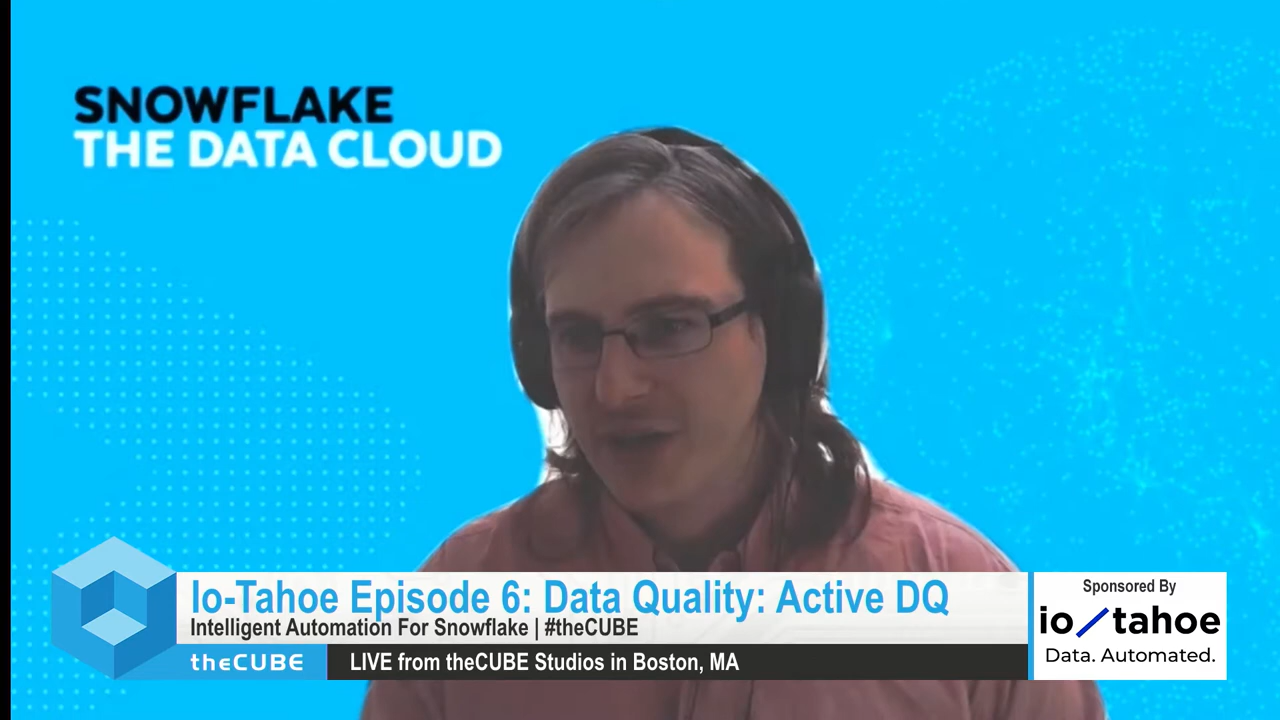 SNOWFLAKE
THE DATA CLOUD
Io-Tahoe Episode 6: Data Quality: Active DQ
Intelligent Automation For Snowflake | #theCUBE
theCUBE
LIVE from theCUBE Studios in Boston, MA
Sponsored By
io/tahoe
Data. Automated.